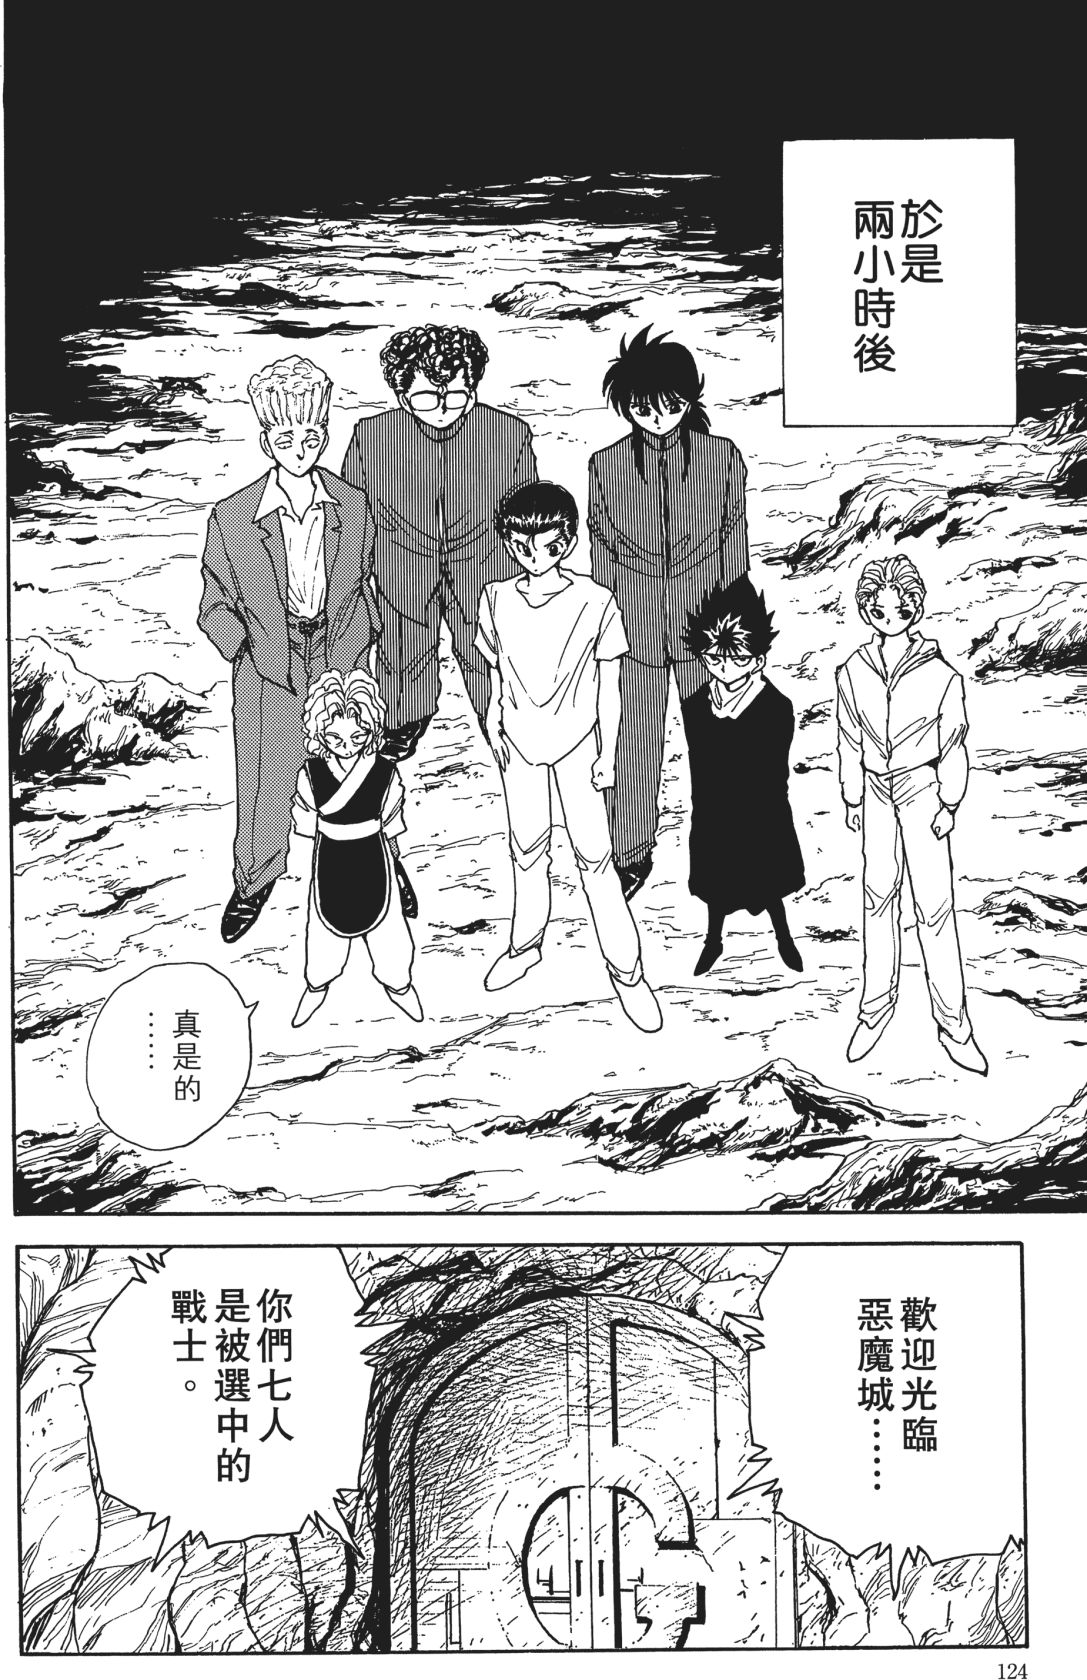 於是
兩小時後
真是的
……
歡迎光臨
惡魔城……
你們七人
是被選中的
戰士。
124